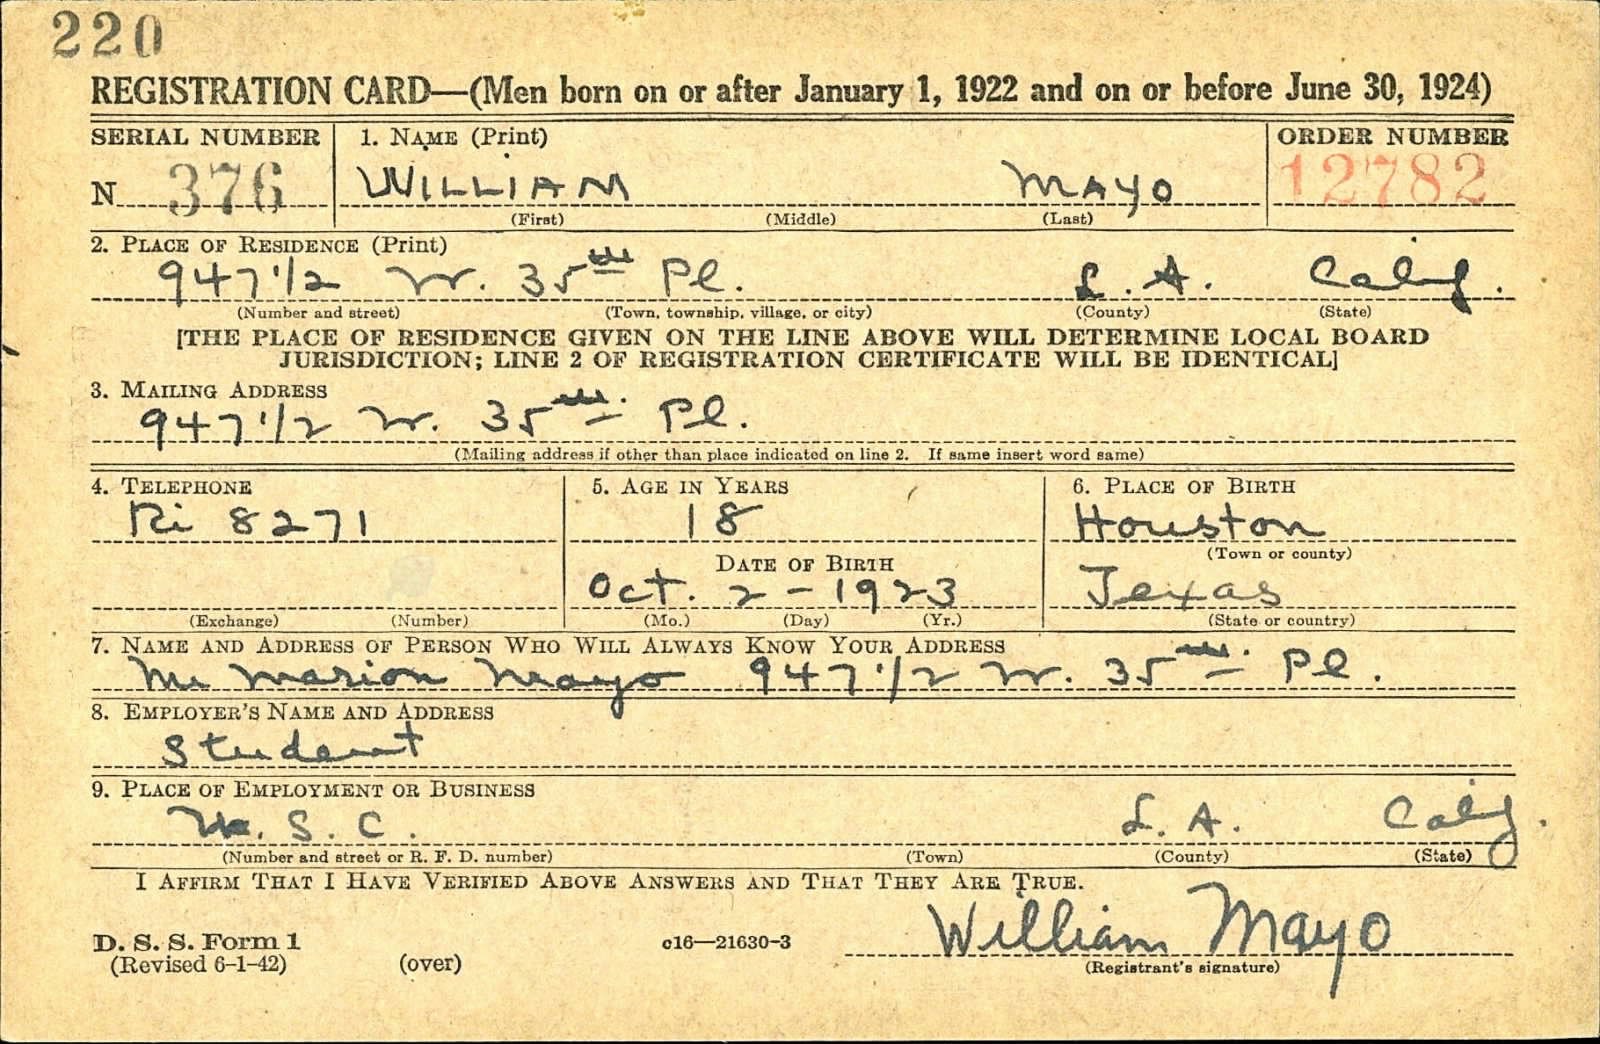 220
REGISTRATION CARD—(Men born on or after January 1, 1922 and on or before June 30, 1924)
SERIAL NUMBER 1. NAME (Print) ORDER NUMBER
N 376 WILLIAM MAYO 12782
(First) (Middle) (Last)
2. PLACE OF RESIDENCE (Print)
947 1/2 W. 35th Pl. L. A. Calif.
(Number and street) (Town, township, village, or city) (County) (State)
[THE PLACE OF RESIDENCE GIVEN ON THE LINE ABOVE WILL DETERMINE LOCAL BOARD
JURISDICTION; LINE 2 OF REGISTRATION CERTIFICATE WILL BE IDENTICAL]
3. MAILING ADDRESS
947 1/2 W. 35th Pl.
(Mailing address if other than place indicated on line 2. If same insert word same)
4. TELEPHONE 5. AGE IN YEARS 6. PLACE OF BIRTH
Ri 8271 18 Houston
DATE OF BIRTH (Town or county)
Oct. 2 - 1923 Texas
(Exchange) (Number) (Mo.) (Day) (Yr.) (State or country)
7. NAME AND ADDRESS OF PERSON WHO WILL ALWAYS KNOW YOUR ADDRESS
Marion Mayo 947 1/2 W. 35th Pl.
8. EMPLOYER'S NAME AND ADDRESS
Student
9. PLACE OF EMPLOYMENT OR BUSINESS
U. S. C. L. A. Calif.
(Number and street or R. F. D. number) (Town) (County) (State)
I AFFIRM THAT I HAVE VERIFIED ABOVE ANSWERS AND THAT THEY ARE TRUE.
William Mayo
D. S. S. Form 1 c16—21630-3
(Revised 6-1-42) (over) (Registrant's signature)